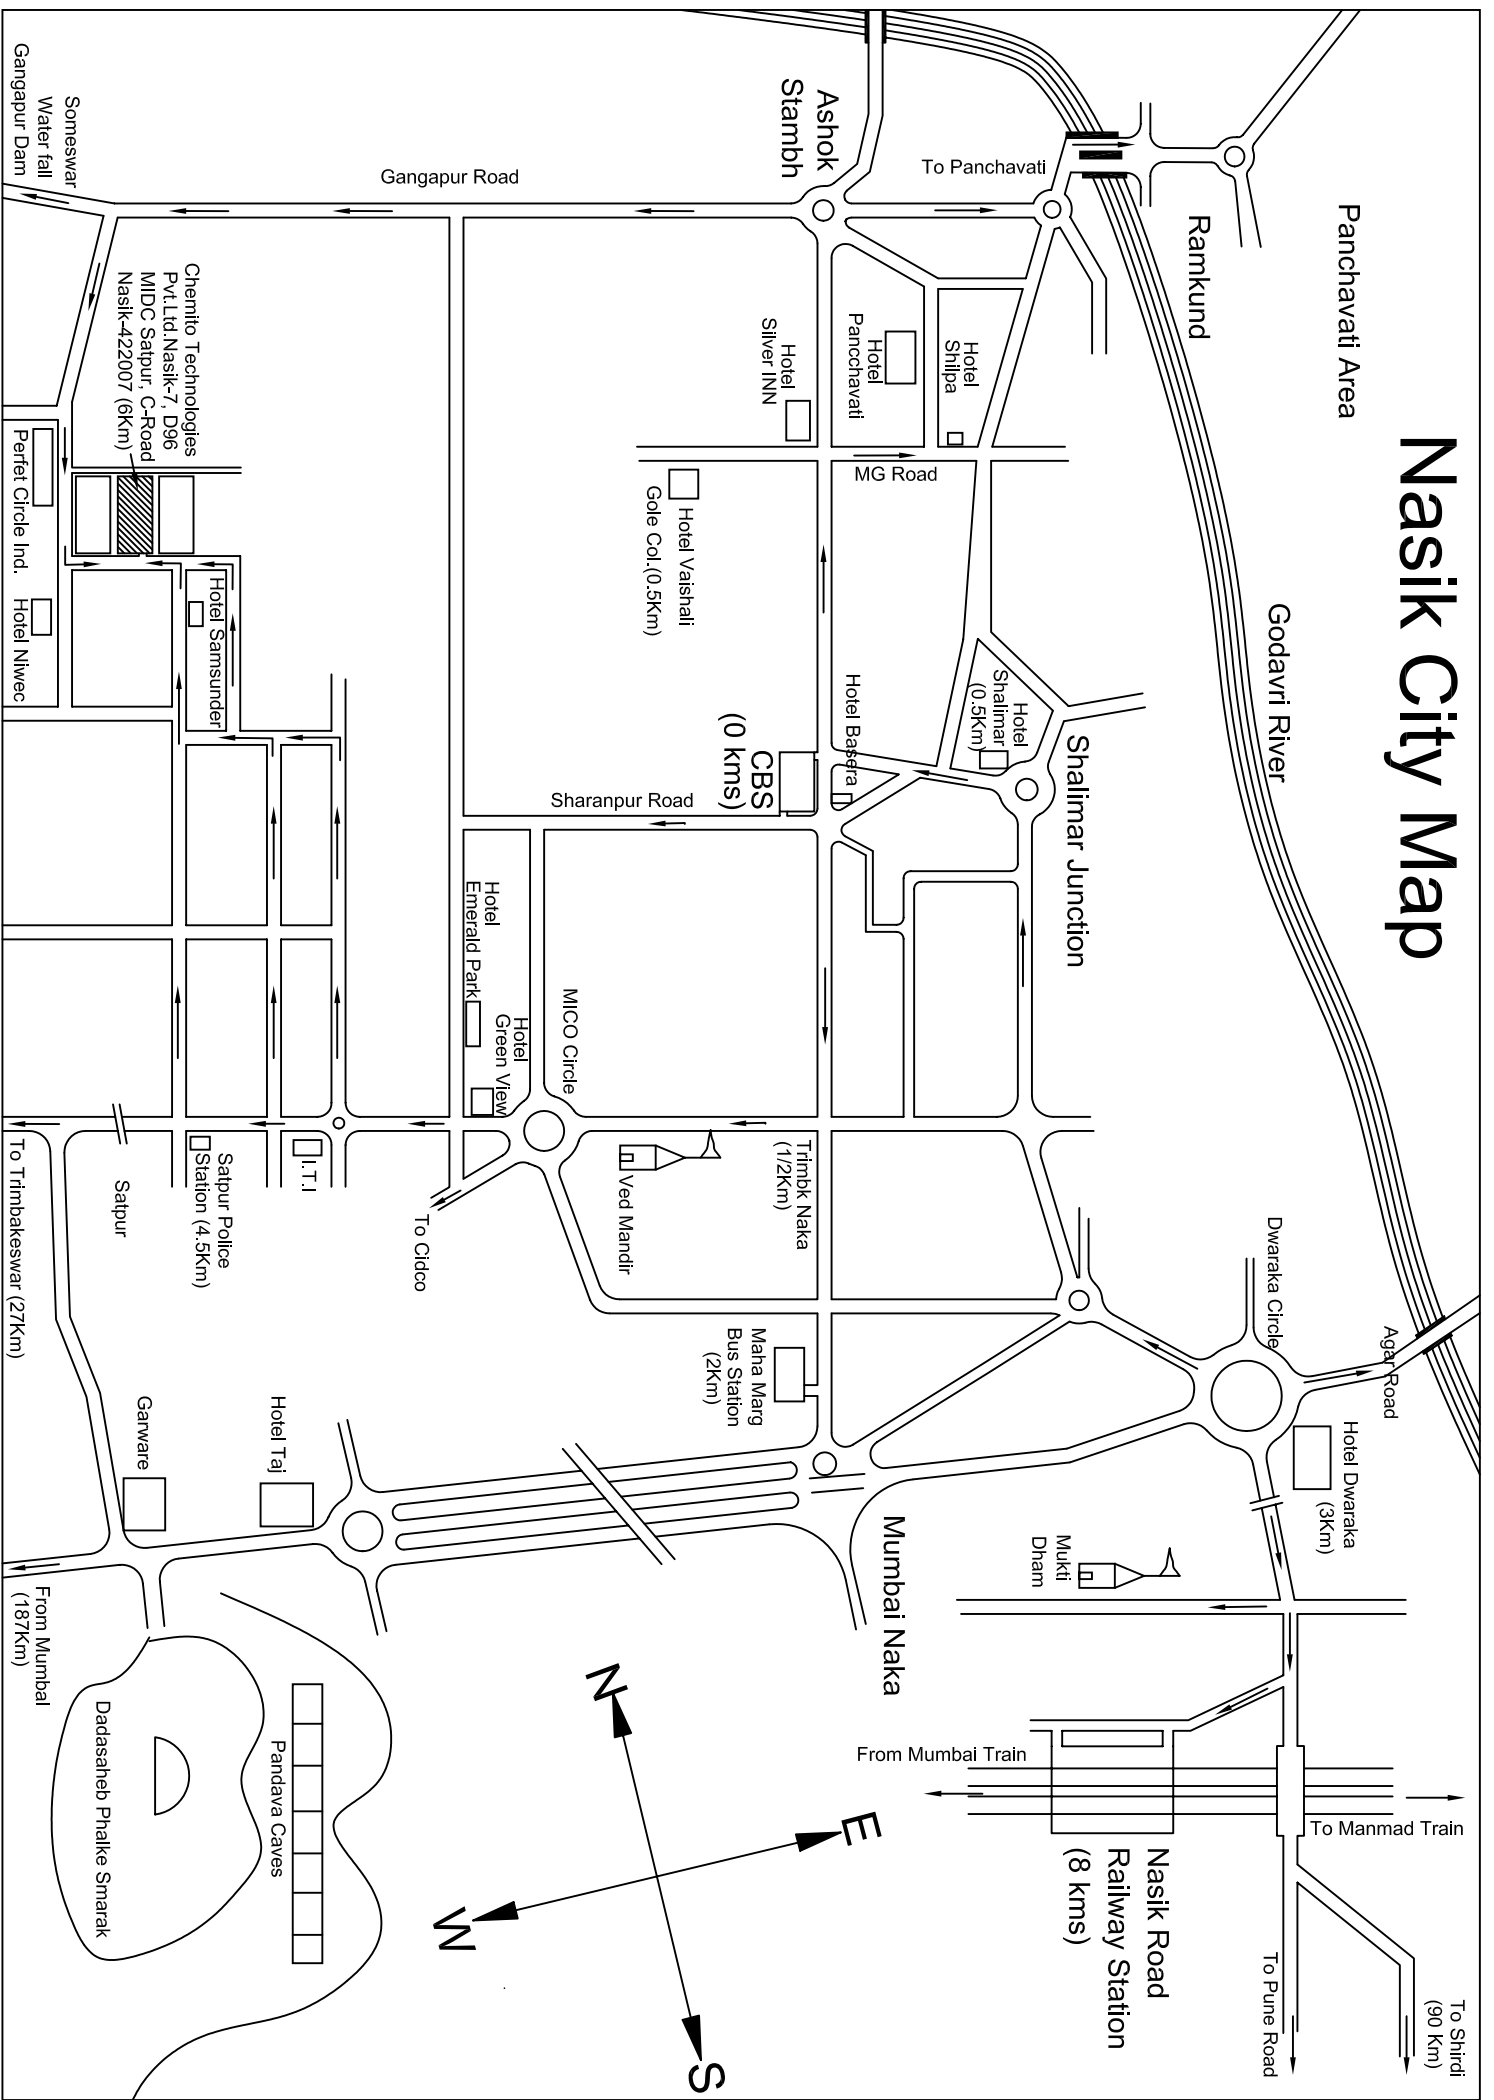 Nasik City Map
Panchavati Area
Ramkund
Godavri River
To Panchavati
Ashok
Stambh
Gangapur Road
Someswar
Water fall
Gangapur Dam
Hotel
Shilpa
Hotel
Pancchavati
Hotel
Silver INN
MG Road
Hotel Vaishali
Gole Col.(0.5Km)
Chemito Technologies
Pvt.Ltd.Nasik-7, D96
MIDC Satpur, C-Road
Nasik-422007 (6Km)
Perfet Circle Ind.
Hotel Niwec
Hotel Samsunder
Hotel
Shalimar
(0.5Km)
Shalimar Junction
Hotel Basera
CBS
(0 kms)
Sharanpur Road
Hotel
Emerald Park
Hotel
Green View
MICO Circle
Trimbk Naka
(1/2Km)
Ved Mandir
To Cidco
I.T.I
Satpur Police
Station (4.5Km)
Satpur
To Trimbakeswar (27Km)
Dwaraka Circle
Agar Road
Hotel Dwaraka
(3Km)
Maha Marg
Bus Station
(2Km)
Mumbai Naka
Hotel Taj
Garware
From Mumbal
(187Km)
Mukti
Dham
From Mumbai Train
To Manmad Train
Nasik Road
Railway Station
(8 kms)
To Pune Road
To Shirdi
(90 Km)
Pandava Caves
Dadasaheb Phalke Smarak
N
E
W
S